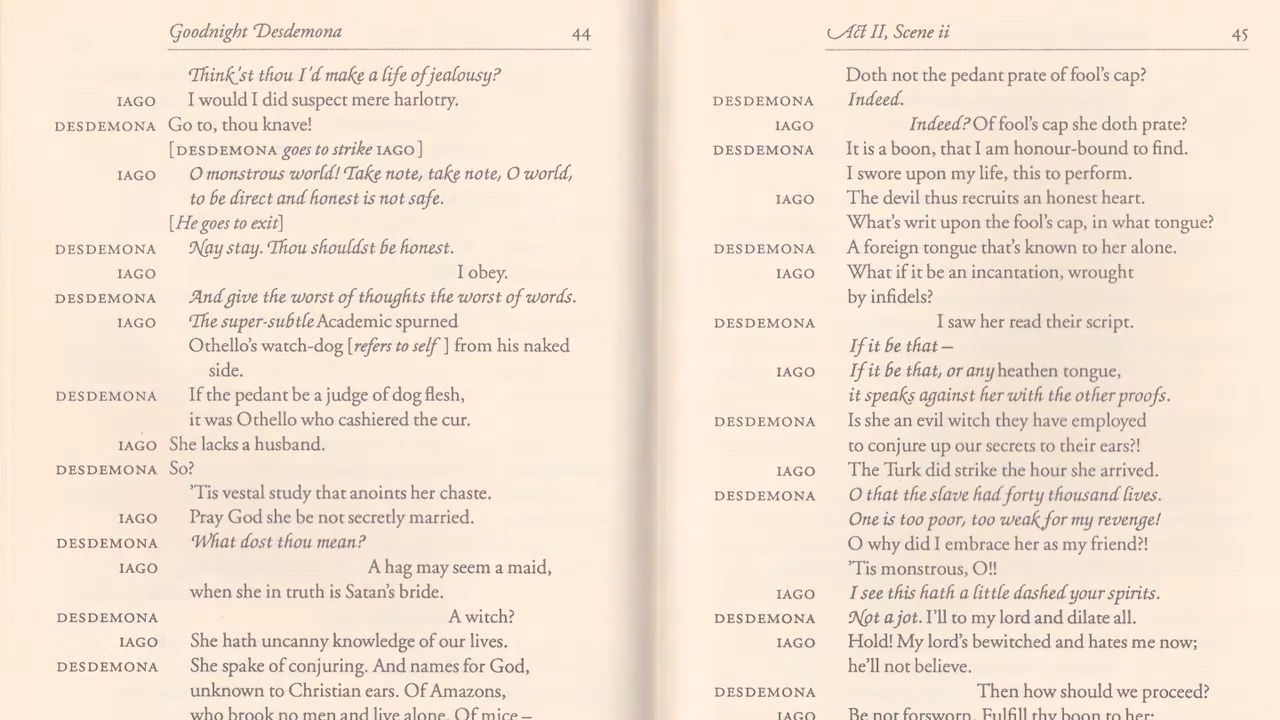 Goodnight Desdemona 44
Think'st thou I'd make a life of jealousy?
IAGO I would I did suspect mere harlotry.
DESDEMONA Go to, thou knave!
[DESDEMONA goes to strike IAGO]
IAGO O monstrous world! Take note, take note, O world,
to be direct and honest is not safe.
[He goes to exit]
DESDEMONA Nay stay. Thou shouldst be honest.
IAGO I obey.
DESDEMONA And give the worst of thoughts the worst of words.
IAGO The super-subtle Academic spurned
Othello's watch-dog [refers to self] from his naked
side.
DESDEMONA If the pedant be a judge of dog flesh,
it was Othello who cashiered the cur.
IAGO She lacks a husband.
DESDEMONA So?
'Tis vestal study that anoints her chaste.
IAGO Pray God she be not secretly married.
DESDEMONA What dost thou mean?
IAGO A hag may seem a maid,
when she in truth is Satan's bride.
DESDEMONA A witch?
IAGO She hath uncanny knowledge of our lives.
DESDEMONA She spake of conjuring. And names for God,
unknown to Christian ears. Of Amazons,
who brook no men and live alone. Of mice –
Act II, Scene ii 45
Doth not the pedant prate of fool's cap?
DESDEMONA Indeed.
IAGO Indeed? Of fool's cap she doth prate?
DESDEMONA It is a boon, that I am honour-bound to find.
I swore upon my life, this to perform.
IAGO The devil thus recruits an honest heart.
What's writ upon the fool's cap, in what tongue?
DESDEMONA A foreign tongue that's known to her alone.
IAGO What if it be an incantation, wrought
by infidels?
DESDEMONA I saw her read their script.
If it be that –
IAGO If it be that, or any heathen tongue,
it speaks against her with the other proofs.
DESDEMONA Is she an evil witch they have employed
to conjure up our secrets to their ears?!
IAGO The Turk did strike the hour she arrived.
DESDEMONA O that the slave had forty thousand lives.
One is too poor, too weak for my revenge!
O why did I embrace her as my friend?!
'Tis monstrous, O!!
IAGO I see this hath a little dashed your spirits.
DESDEMONA Not a jot. I'll to my lord and dilate all.
IAGO Hold! My lord's bewitched and hates me now;
he'll not believe.
DESDEMONA Then how should we proceed?
IAGO Be not forsworn. Fulfill thy boon to her;